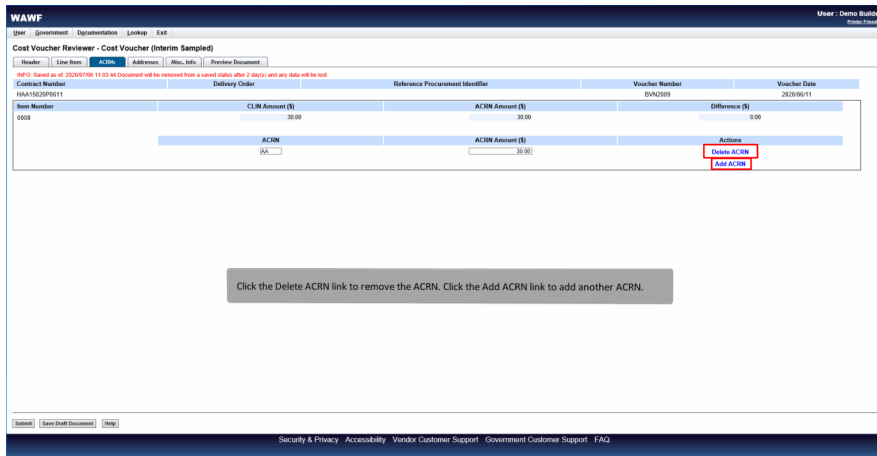 WAWF
User : Demo Build
Printer Friend
User Government Documentation Lookup Exit
Cost Voucher Reviewer - Cost Voucher (Interim Sampled)
Header Line Item ACRNs Addresses Misc. Info Preview Document
INFO: Saved as of: 2020/07/06 11:03:44 Document will be removed from a saved status after 2 day(s) and any data will be lost.
Contract Number Delivery Order Reference Procurement Identifier Voucher Number Voucher Date
HAA15020P0611 BVN2009 2020/06/11
Item Number CLIN Amount ($) ACRN Amount ($) Difference ($)
0008 30.00 30.00 0.00
ACRN ACRN Amount ($) Actions
AA 30.00 Delete ACRN
Add ACRN
Click the Delete ACRN link to remove the ACRN. Click the Add ACRN link to add another ACRN.
Submit Save Draft Document Help
Security & Privacy Accessibility Vendor Customer Support Government Customer Support FAQ